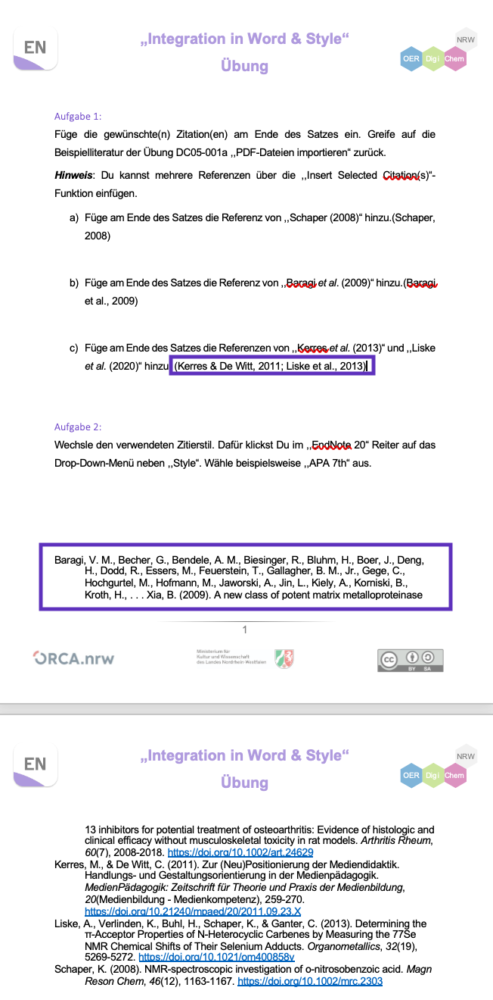 EN
„Integration in Word & Style“
Übung
NRW
OER Digi Chem
Aufgabe 1:
Füge die gewünschte(n) Zitation(en) am Ende des Satzes ein. Greife auf die
Beispielliteratur der Übung DC05-001a ,,PDF-Dateien importieren“ zurück.
Hinweis: Du kannst mehrere Referenzen über die ,,Insert Selected Citation(s)“-
Funktion einfügen.
a) Füge am Ende des Satzes die Referenz von ,,Schaper (2008)“ hinzu.(Schaper,
2008)
b) Füge am Ende des Satzes die Referenz von ,,Baragi et al. (2009)“ hinzu.(Baragi
et al., 2009)
c) Füge am Ende des Satzes die Referenzen von ,,Kerres et al. (2013)“ und ,,Liske
et al. (2020)“ hinzu (Kerres & De Witt, 2011; Liske et al., 2013)
Aufgabe 2:
Wechsle den verwendeten Zitierstil. Dafür klickst Du im ,,EndNote 20“ Reiter auf das
Drop-Down-Menü neben ,,Style“. Wähle beispielsweise ,,APA 7th“ aus.
Baragi, V. M., Becher, G., Bendele, A. M., Biesinger, R., Bluhm, H., Boer, J., Deng,
H., Dodd, R., Essers, M., Feuerstein, T., Gallagher, B. M., Jr., Gege, C.,
Hochgurtel, M., Hofmann, M., Jaworski, A., Jin, L., Kiely, A., Korniski, B.,
Kroth, H., . . . Xia, B. (2009). A new class of potent matrix metalloproteinase
1
ORCA.nrw
Ministerium für
Kultur und Wissenschaft
des Landes Nordrhein-Westfalen
cc BY SA
EN
„Integration in Word & Style“
Übung
NRW
OER Digi Chem
13 inhibitors for potential treatment of osteoarthritis: Evidence of histologic and
clinical efficacy without musculoskeletal toxicity in rat models. Arthritis Rheum,
60(7), 2008-2018. https://doi.org/10.1002/art.24629
Kerres, M., & De Witt, C. (2011). Zur (Neu)Positionierung der Mediendidaktik.
Handlungs- und Gestaltungsorientierung in der Medienpädagogik.
MedienPädagogik: Zeitschrift für Theorie und Praxis der Medienbildung,
20(Medienbildung - Medienkompetenz), 259-270.
https://doi.org/10.21240/mpaed/20/2011.09.23.X
Liske, A., Verlinden, K., Buhl, H., Schaper, K., & Ganter, C. (2013). Determining the
π-Acceptor Properties of N-Heterocyclic Carbenes by Measuring the 77Se
NMR Chemical Shifts of Their Selenium Adducts. Organometallics, 32(19),
5269-5272. https://doi.org/10.1021/om400858y
Schaper, K. (2008). NMR-spectroscopic investigation of o-nitrosobenzoic acid. Magn
Reson Chem, 46(12), 1163-1167. https://doi.org/10.1002/mrc.2303